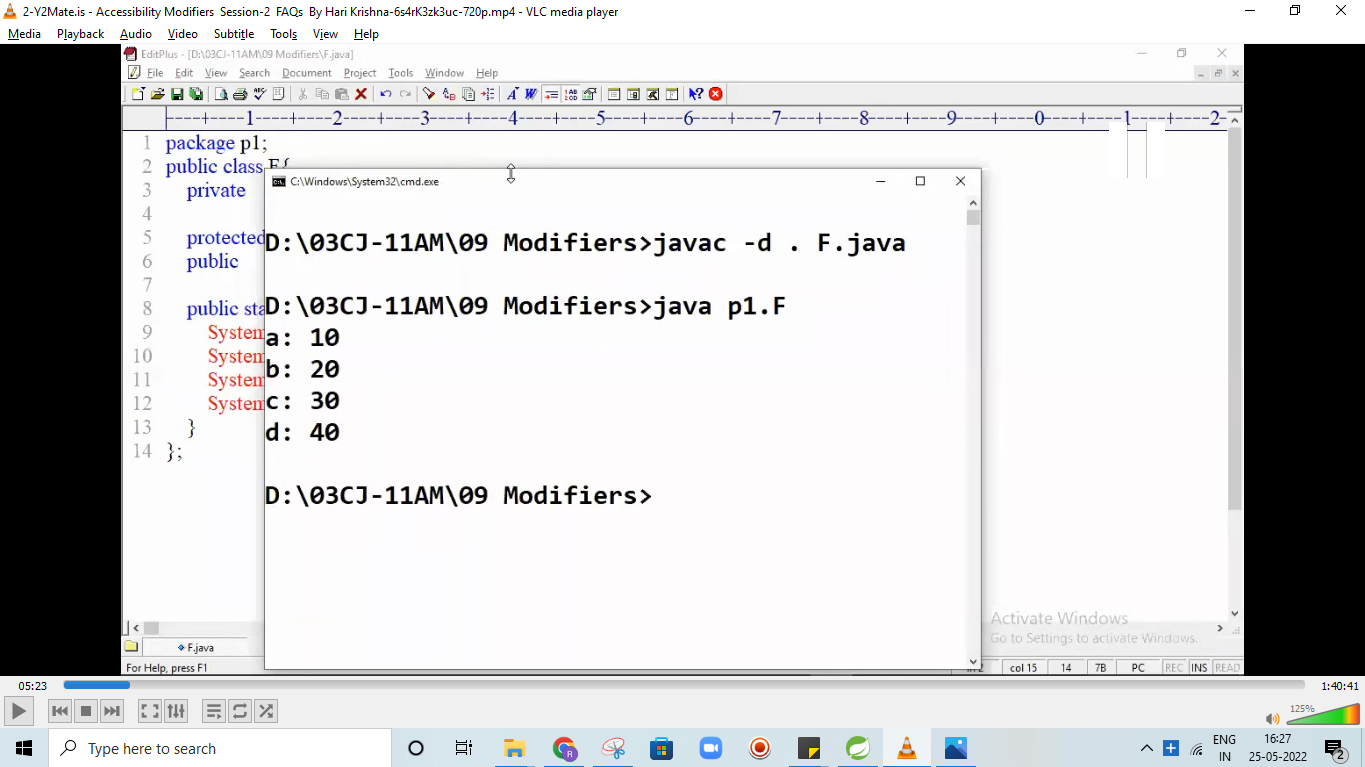 2-Y2Mate.is - Accessibility Modifiers Session-2 FAQs By Hari Krishna-6s4rK3zk3uc-720p.mp4 - VLC media player
Media Playback Audio Video Subtitle Tools View Help
EditPlus - [D:\03CJ-11AM\09 Modifiers\F.java]
File Edit View Search Document Project Tools Window Help
----+----1----+----2----+----3----+----4----+----5----+----6----+----7----+----8----+----9----+----0----+----1----+----2-
1 package p1;
2 public class F{
3 private
4
5 protected
6 public
7
8 public sta
9 System
10 System
11 System
12 System
13 }
14 };
C:\Windows\System32\cmd.exe
D:\03CJ-11AM\09 Modifiers>javac -d . F.java
D:\03CJ-11AM\09 Modifiers>java p1.F
a: 10
b: 20
c: 30
d: 40
D:\03CJ-11AM\09 Modifiers>
Activate Windows
Go to Settings to activate Windows.
F.java
For Help, press F1
col 15 14 7B PC REC INS READ
05:23
1:40:41
125%
Type here to search
ENG
IN
16:27
25-05-2022
2